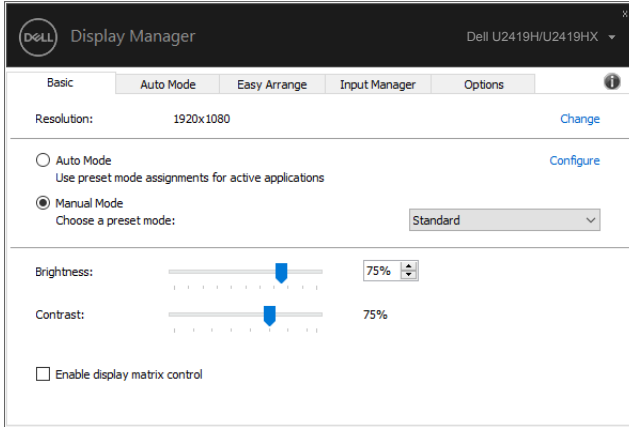 DELL Display Manager Dell U2419H/U2419HX
Basic Auto Mode Easy Arrange Input Manager Options
Resolution: 1920x1080 Change
Auto Mode Configure
Use preset mode assignments for active applications
Manual Mode
Choose a preset mode: Standard
Brightness: 75%
Contrast: 75%
Enable display matrix control